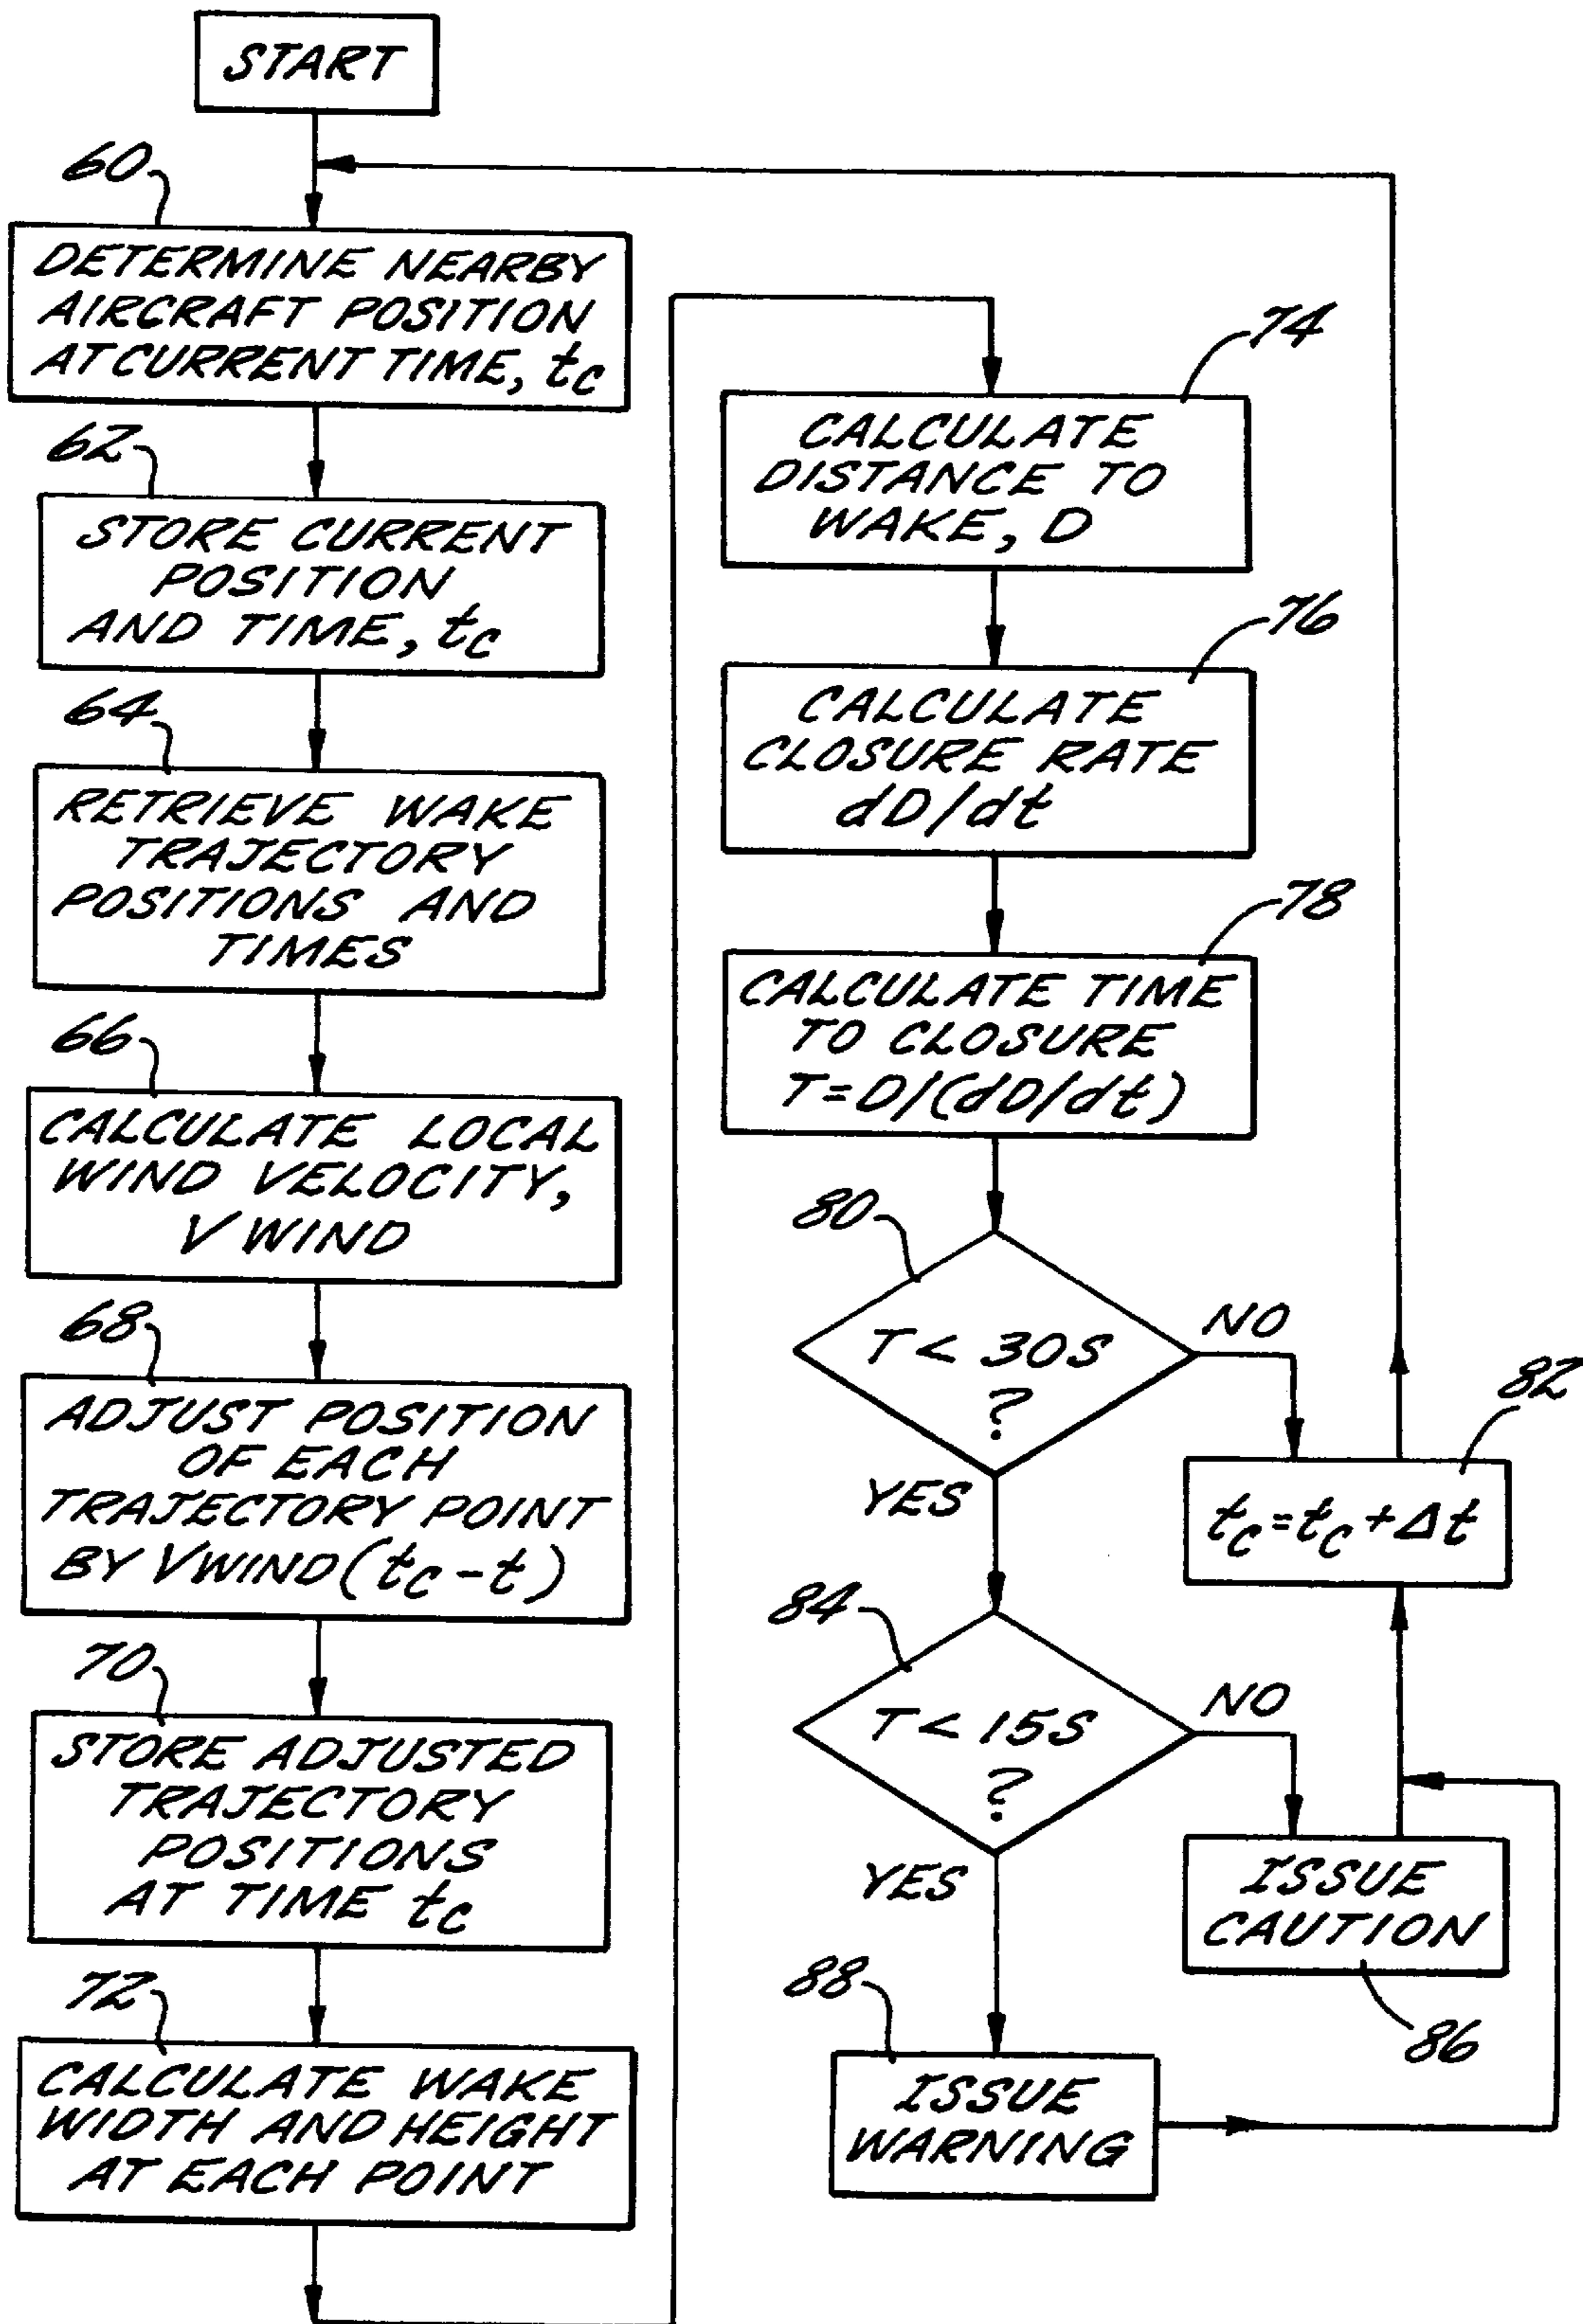 START
60
DETERMINE NEARBY
AIRCRAFT POSITION
AT CURRENT TIME, tc
62
STORE CURRENT
POSITION
AND TIME, tc
64
RETRIEVE WAKE
TRAJECTORY
POSITIONS AND
TIMES
66
CALCULATE LOCAL
WIND VELOCITY,
V WIND
68
ADJUST POSITION
OF EACH
TRAJECTORY POINT
BY VWIND(tc - t)
70
STORE ADJUSTED
TRAJECTORY
POSITIONS
AT TIME tc
72
CALCULATE WAKE
WIDTH AND HEIGHT
AT EACH POINT
74
CALCULATE
DISTANCE TO
WAKE, D
76
CALCULATE
CLOSURE RATE
dD/dt
78
CALCULATE TIME
TO CLOSURE
T=D/(dD/dt)
80
T < 30S
?
NO
YES
82
tc = tc + Δt
84
T < 15S
?
NO
YES
ISSUE
CAUTION
86
88
ISSUE
WARNING